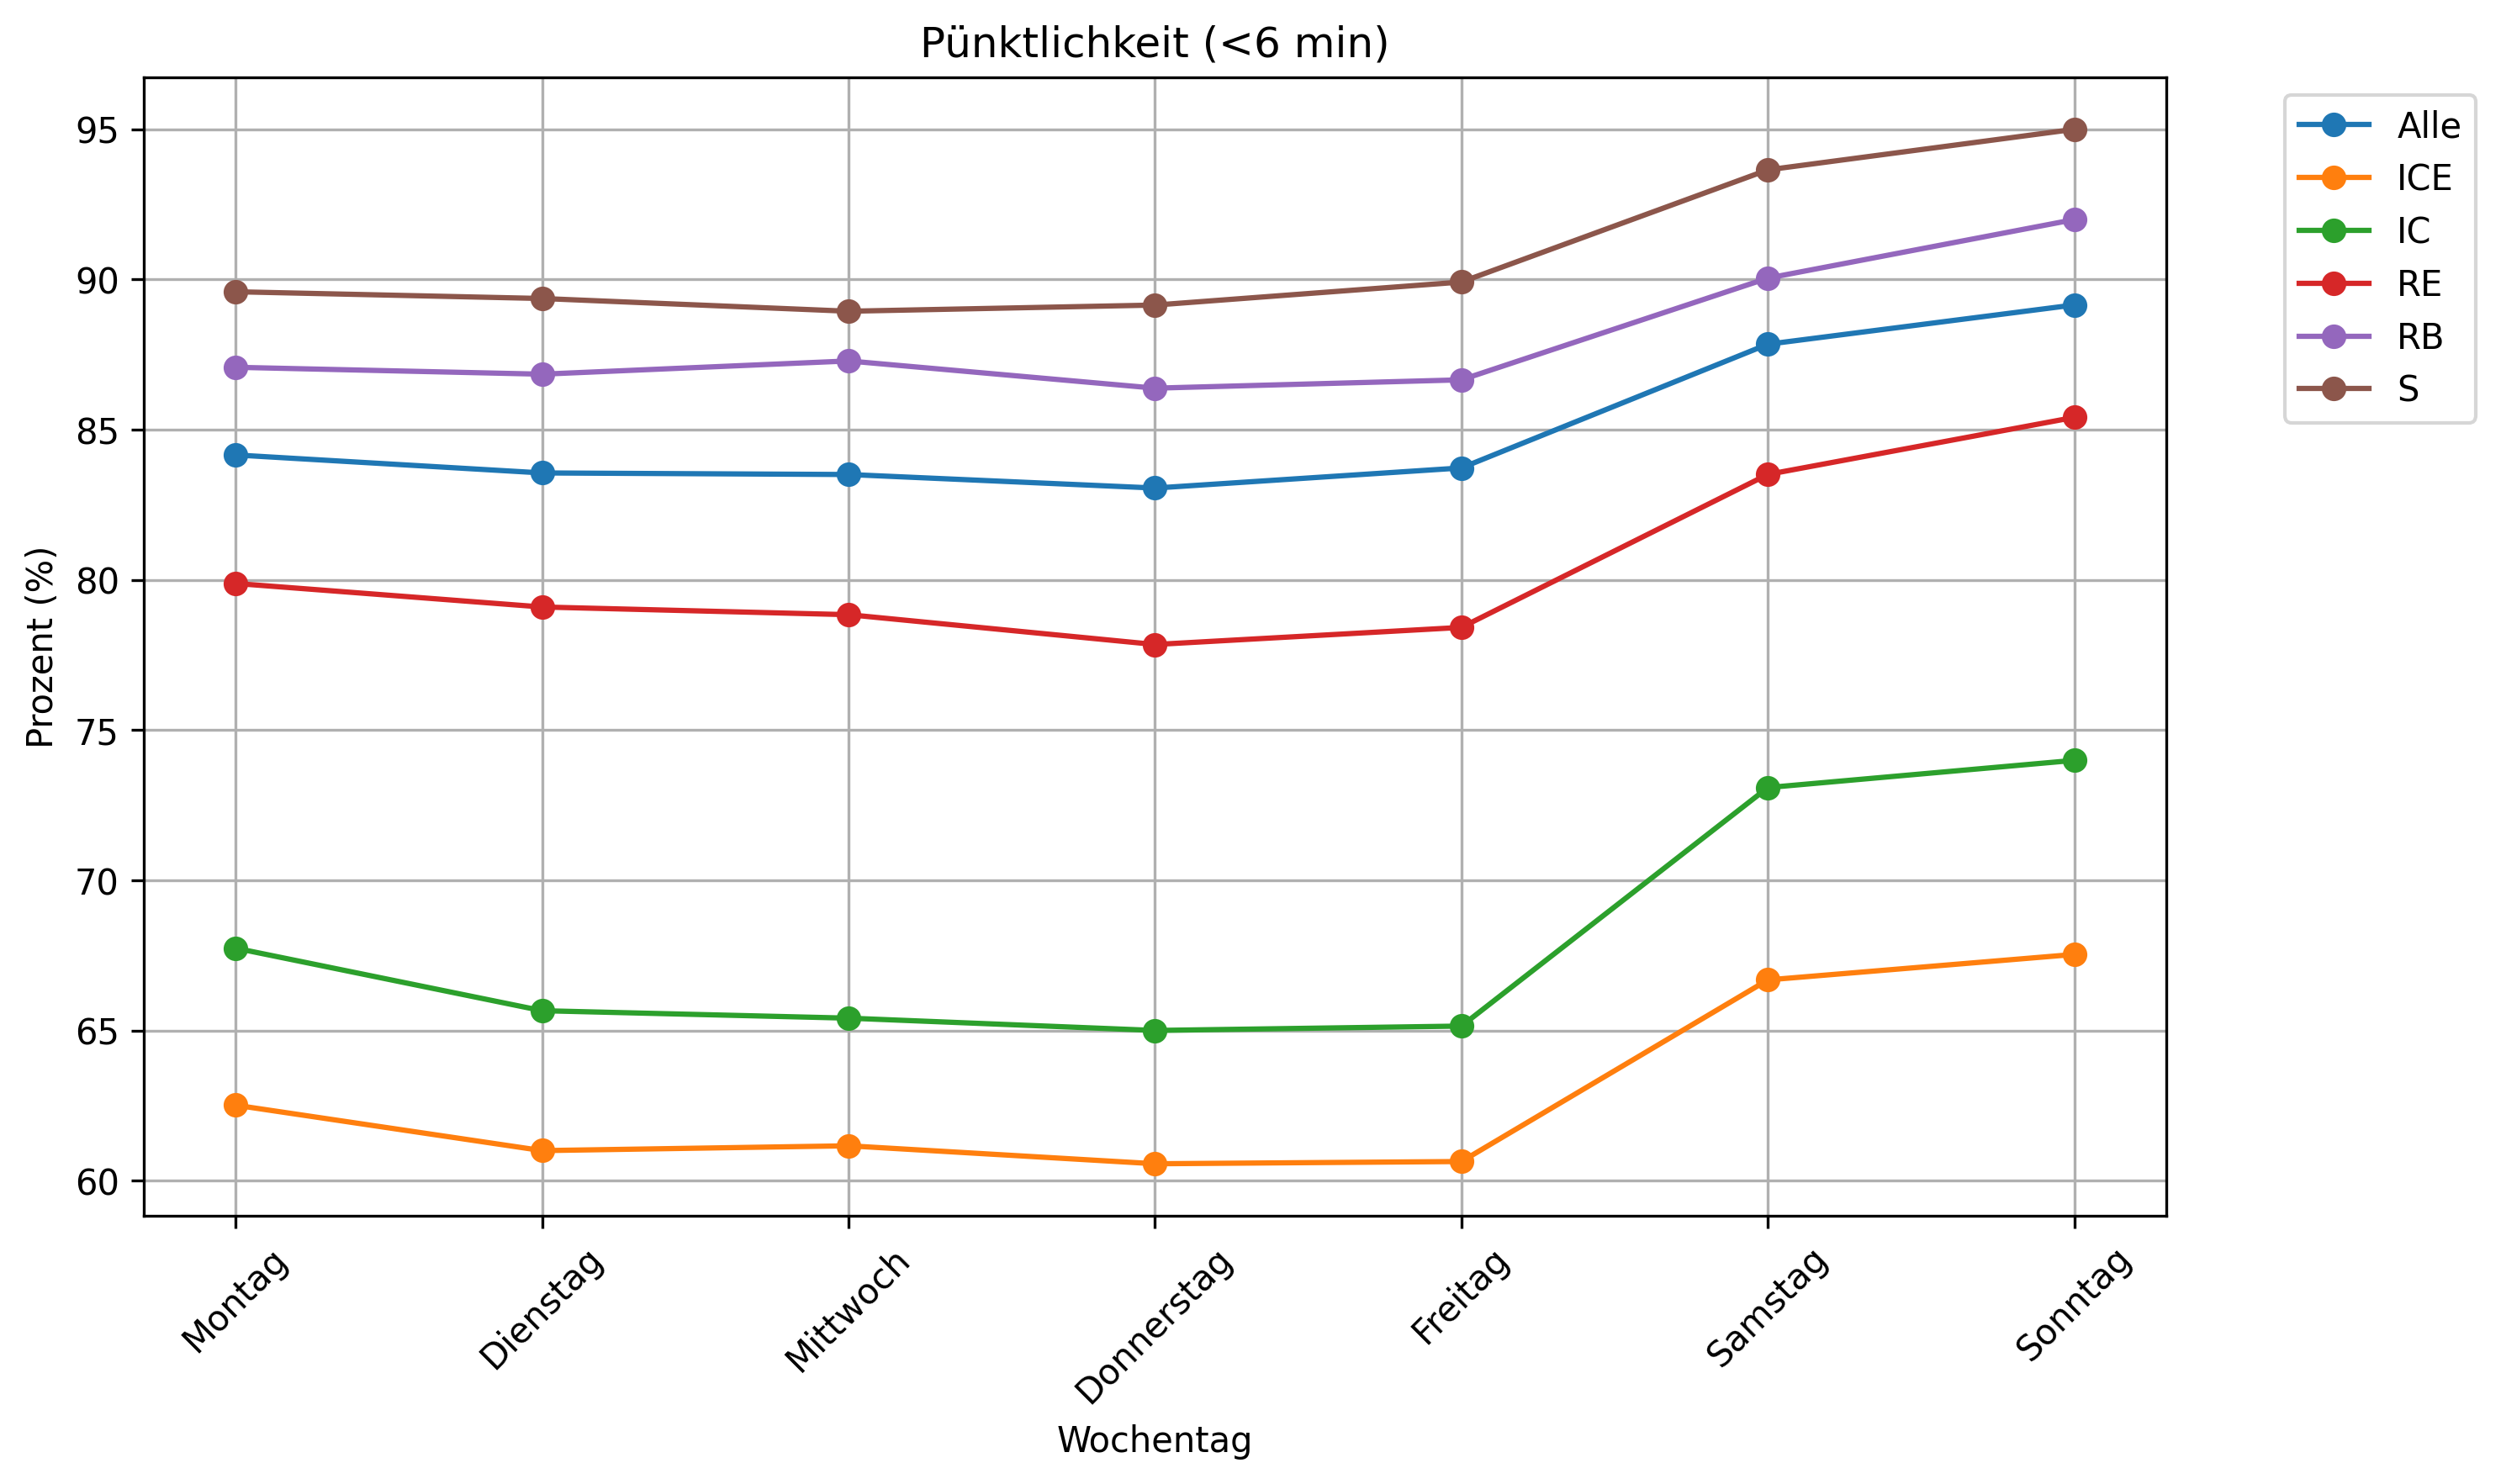 Pünktlichkeit (<6 min)
95
90
85
80
75
70
65
60
Prozent (%)
Montag
Dienstag
Mittwoch
Donnerstag
Freitag
Samstag
Sonntag
Wochentag
Alle
ICE
IC
RE
RB
S